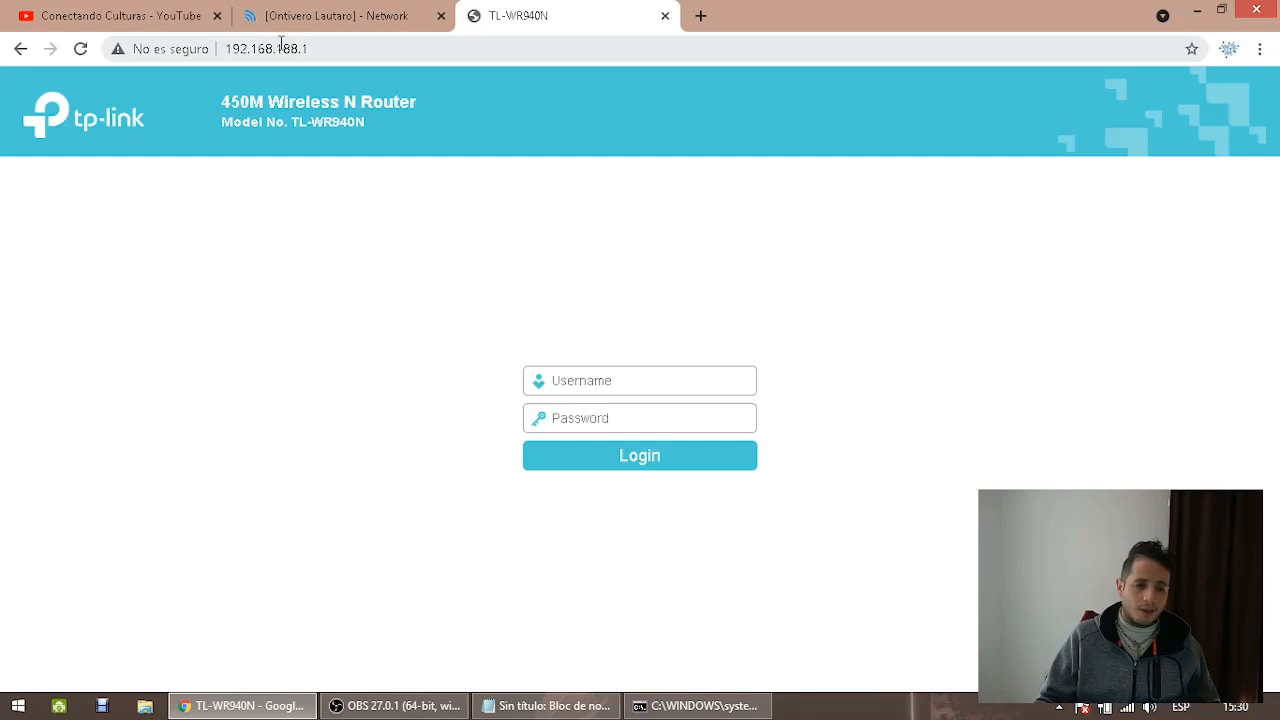 Conectando Culturas - YouTube
[Ontivero Lautaro] - Network
TL-WR940N
No es seguro
192.168.188.1
tp-link
450M Wireless N Router
Model No. TL-WR940N
Username
Password
Login
TL-WR940N - Googl...
OBS 27.0.1 (64-bit, wi...
Sin título: Bloc de no...
C:\WINDOWS\syste...
ESP
15:30